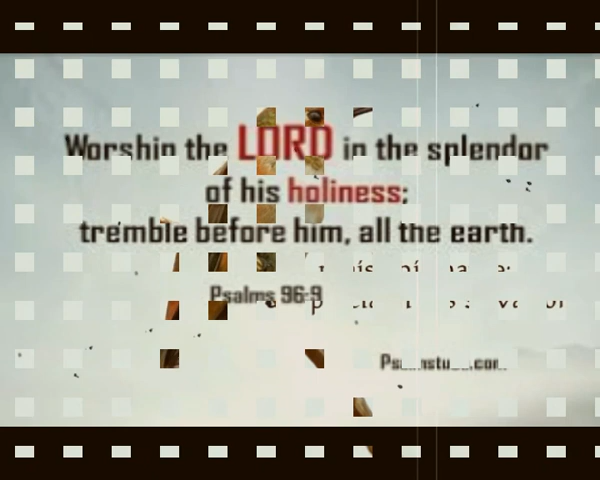 Worship the LORD in the splendor
of his holiness;
tremble before him, all the earth.
Psalms 96:9